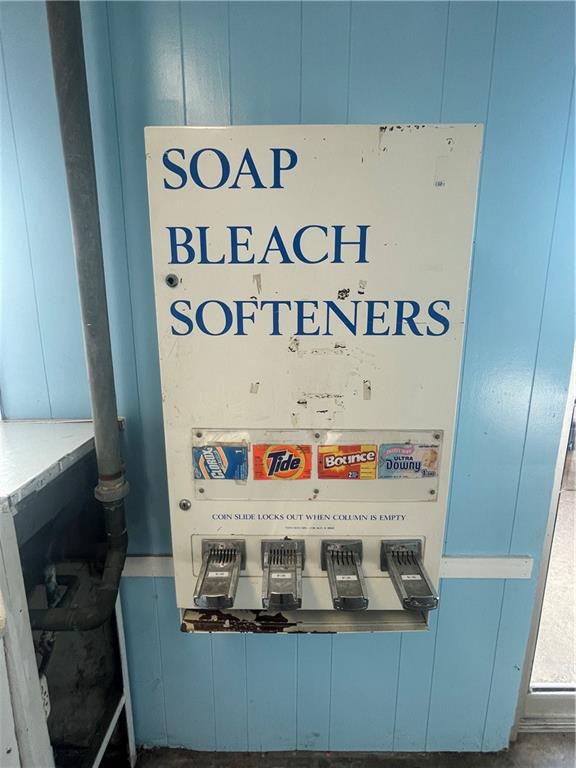 SOAP
BLEACH
SOFTENERS
CLOROX
Tide
Bounce
ULTRA
Downy
COIN SLIDE LOCKS OUT WHEN COLUMN IS EMPTY